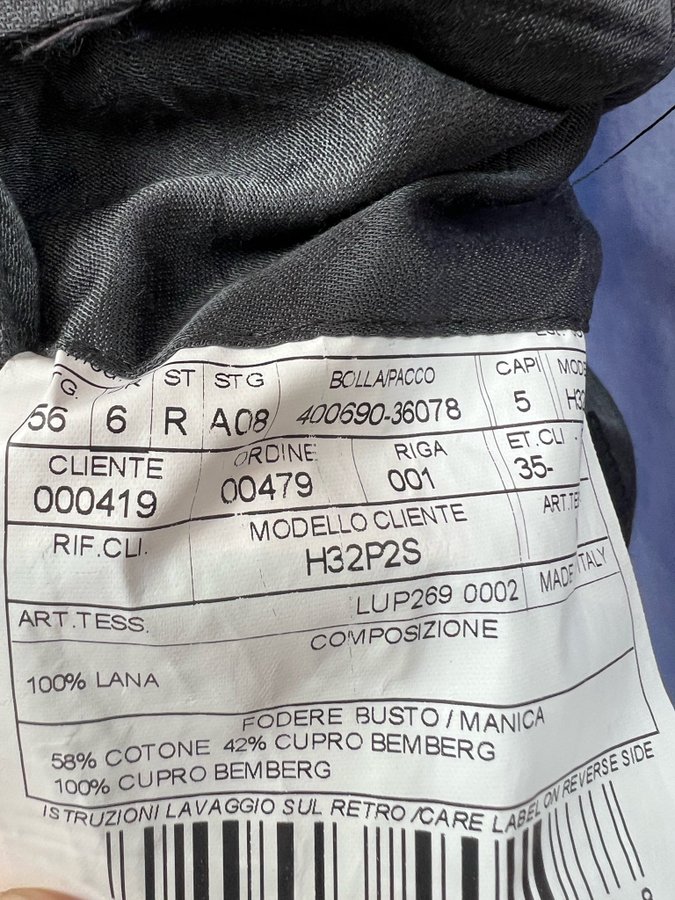 G. ST STG BOLLA/PACCO CAPI
56 6 R A08 400690-36078 5
CLIENTE ORDINE RIGA ET.CLI
000419 00479 001 35-
RIF.CLI. MODELLO CLIENTE
H32P2S
ART.TESS. LUP269 0002 MADE ITALY
COMPOSIZIONE
100% LANA
FODERE BUSTO / MANICA
58% COTONE 42% CUPRO BEMBERG
100% CUPRO BEMBERG
ISTRUZIONI LAVAGGIO SUL RETRO /CARE LABEL ON REVERSE SIDE